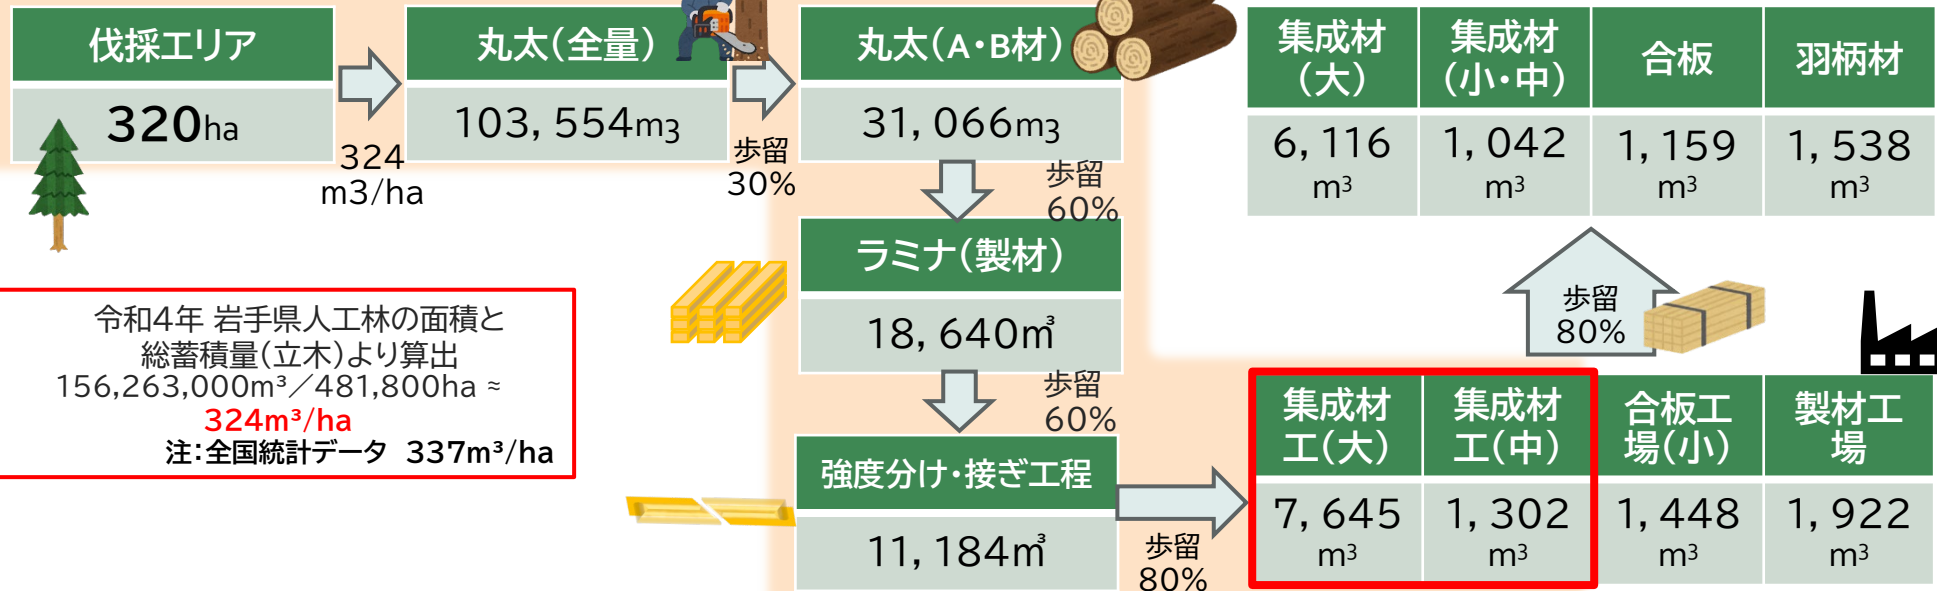 伐採エリア
320ha
324
m3/ha
丸太(全量)
103,554m3
歩留
30%
丸太(A・B材)
31,066m3
歩留
60%
ラミナ(製材)
18,640㎥
歩留
60%
強度分け・接ぎ工程
11,184㎥
歩留
80%
集成材
(大)
6,116
m³
集成材
(小・中)
1,042
m³
合板
1,159
m³
羽柄材
1,538
m³
歩留
80%
集成材
工(大)
7,645
m³
集成材
工(中)
1,302
m³
合板工
場(小)
1,448
m³
製材工
場
1,922
m³
令和4年 岩手県人工林の面積と
総蓄積量(立木)より算出
156,263,000m³/481,800ha ≈
324m³/ha
注:全国統計データ 337m³/ha